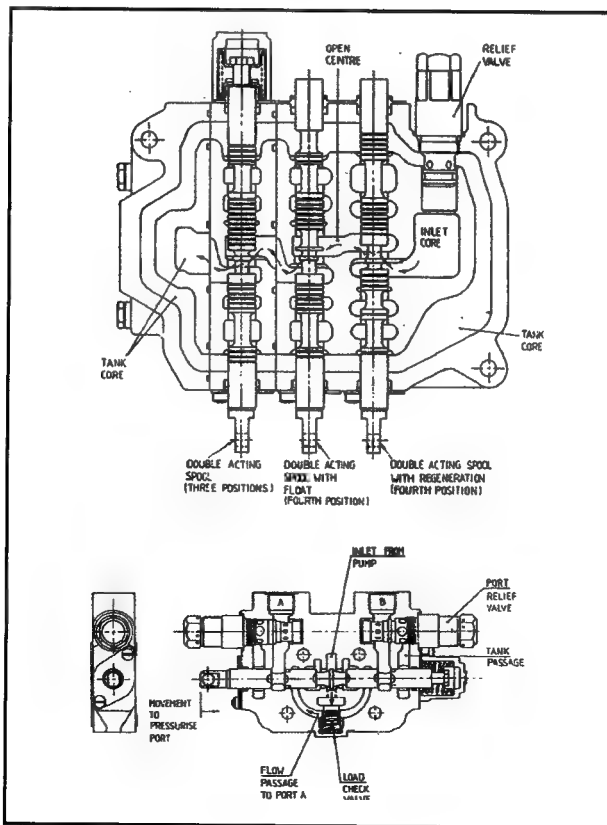 OPEN
CENTRE
RELIEF
VALVE
INLET
CORE
TANK
CORE
TANK
CORE
DOUBLE ACTING
SPOOL
(THREE POSITIONS)
DOUBLE ACTING
SPOOL WITH
FLOAT
(FOURTH POSITION)
DOUBLE ACTING SPOOL
WITH REGENERATION
(FOURTH POSITION)
INLET FROM
PUMP
A
B
PORT
RELIEF
VALVE
TANK
PASSAGE
MOVEMENT
TO
PRESSURISE
PORT
FLOW
PASSAGE
TO PORT A
LOAD
CHECK
VALVE